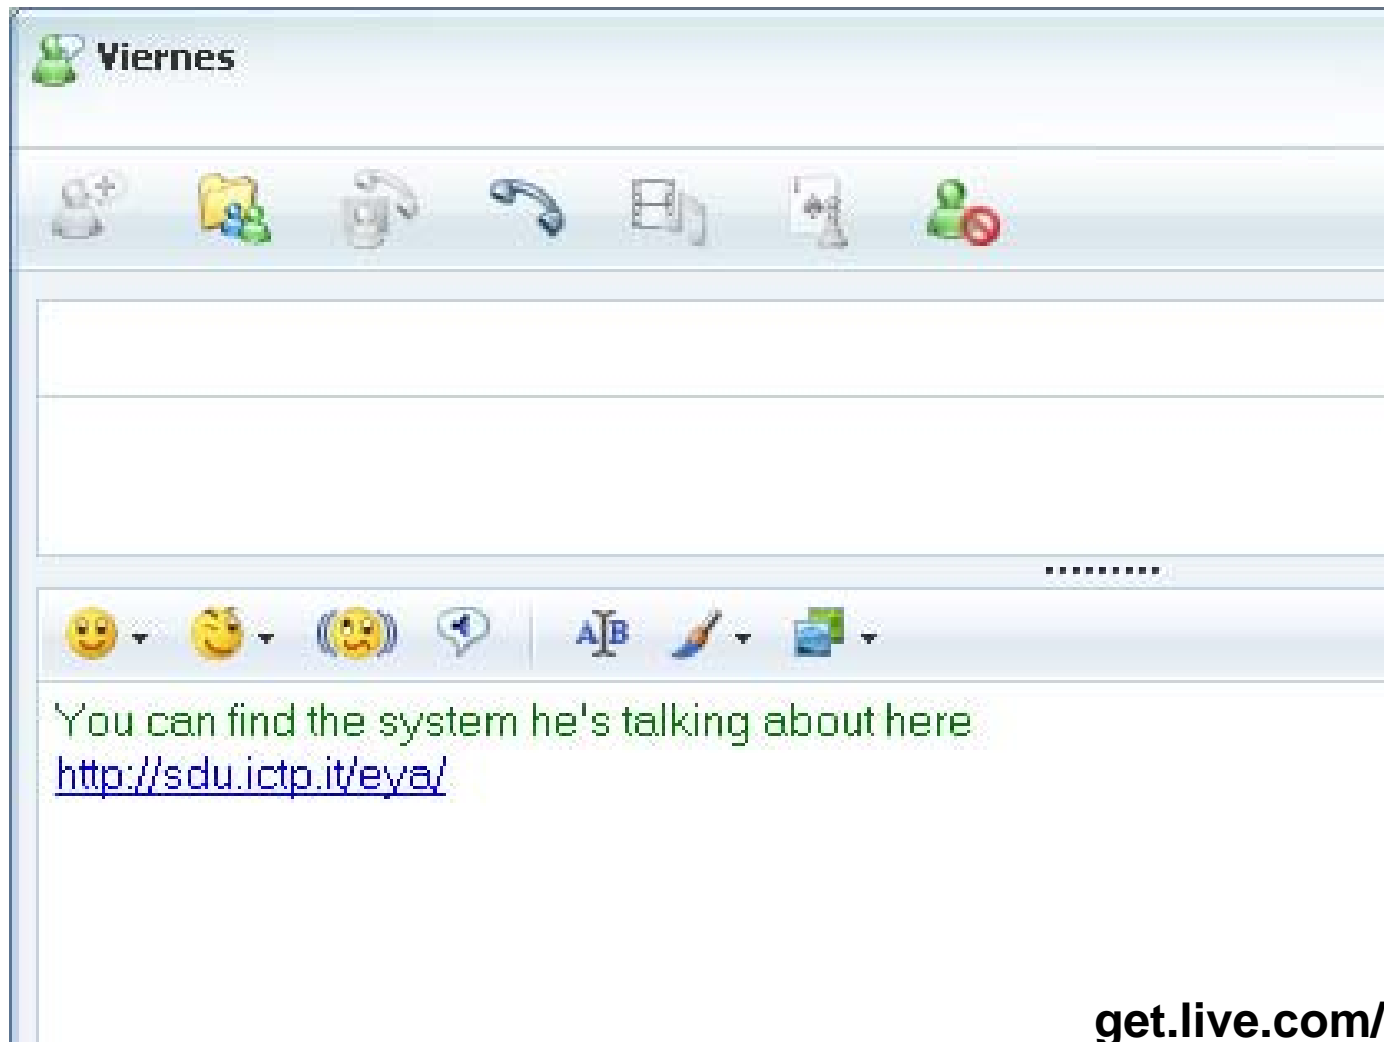 Viernes
You can find the system he's talking about here
http://sdu.ictp.it/eya/
get.live.com/